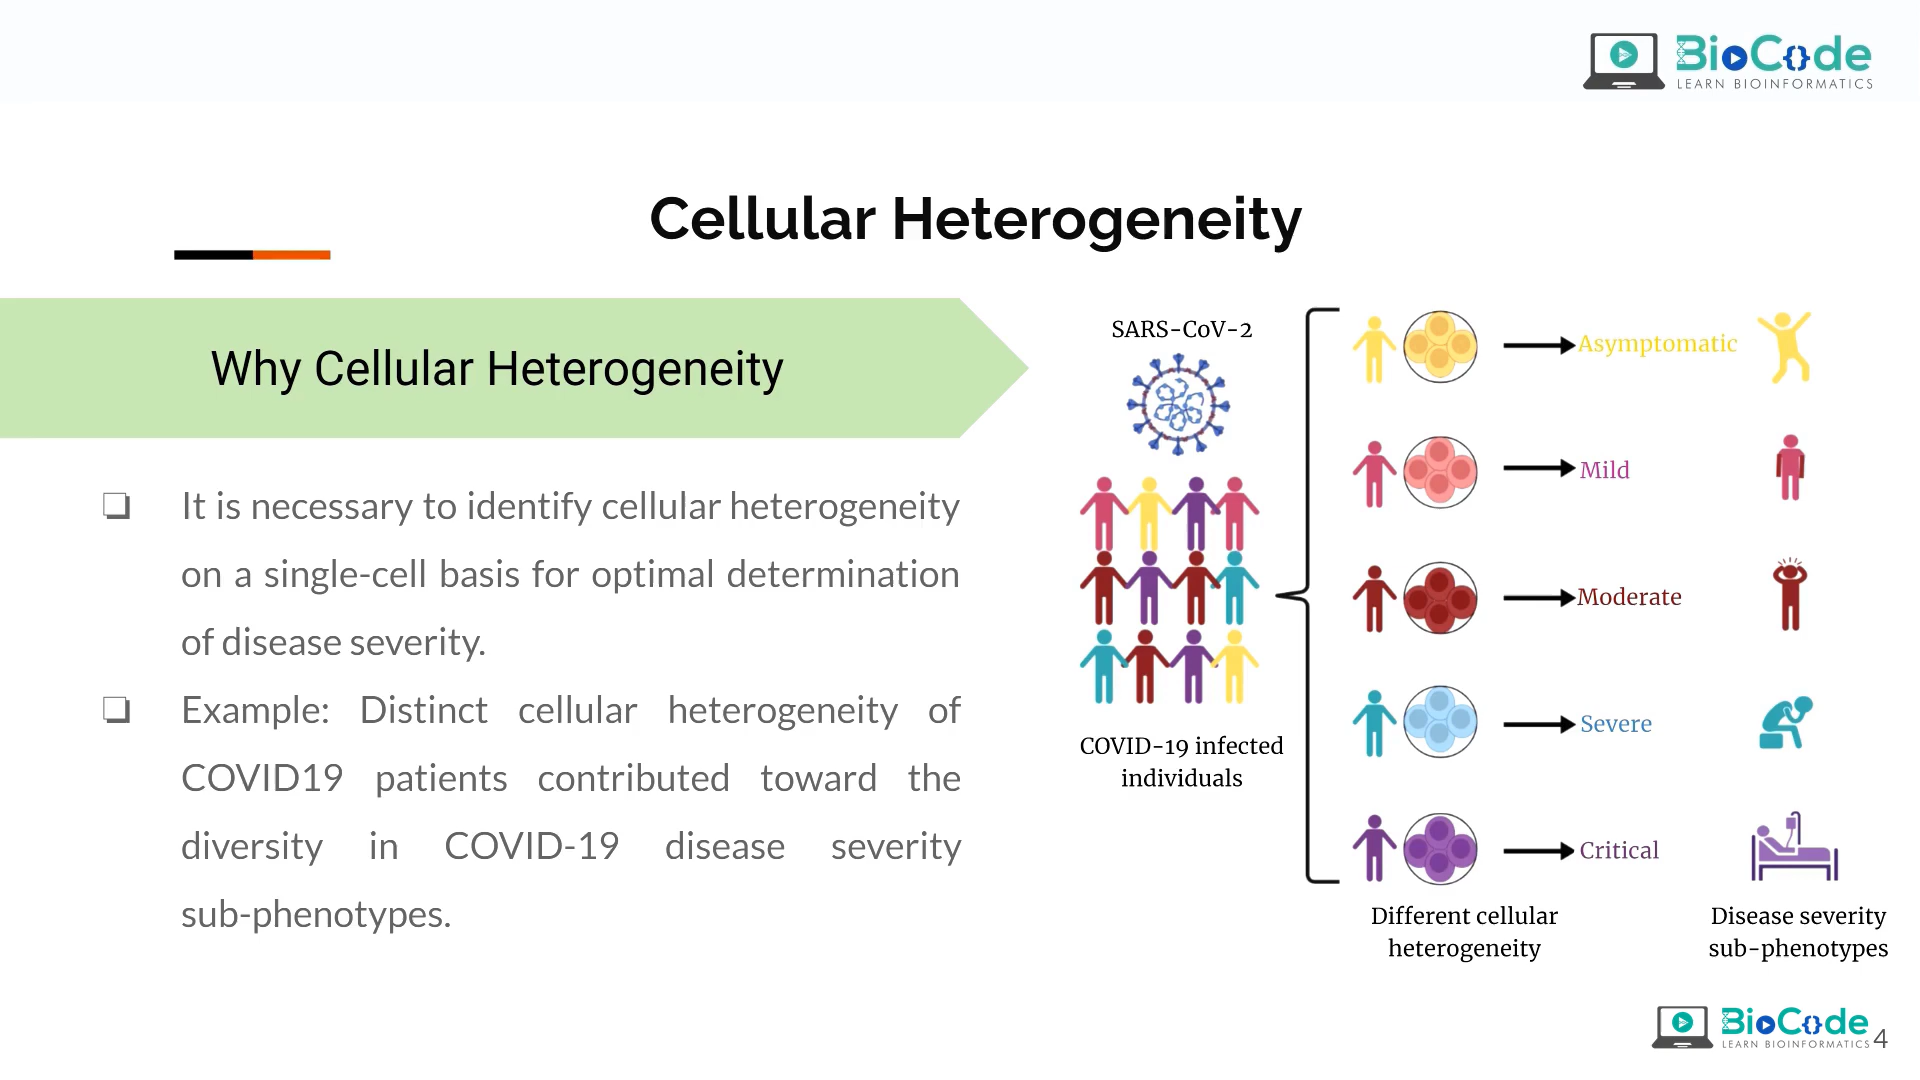 BioCode
LEARN BIOINFORMATICS
Cellular Heterogeneity
Why Cellular Heterogeneity
❏ It is necessary to identify cellular heterogeneity
on a single-cell basis for optimal determination
of disease severity.
❏ Example: Distinct cellular heterogeneity of
COVID19 patients contributed toward the
diversity in COVID-19 disease severity
sub-phenotypes.
SARS-CoV-2
COVID-19 infected
individuals
Asymptomatic
Mild
Moderate
Severe
Critical
Different cellular
heterogeneity
Disease severity
sub-phenotypes
BioCode
LEARN BIOINFORMATICS
4